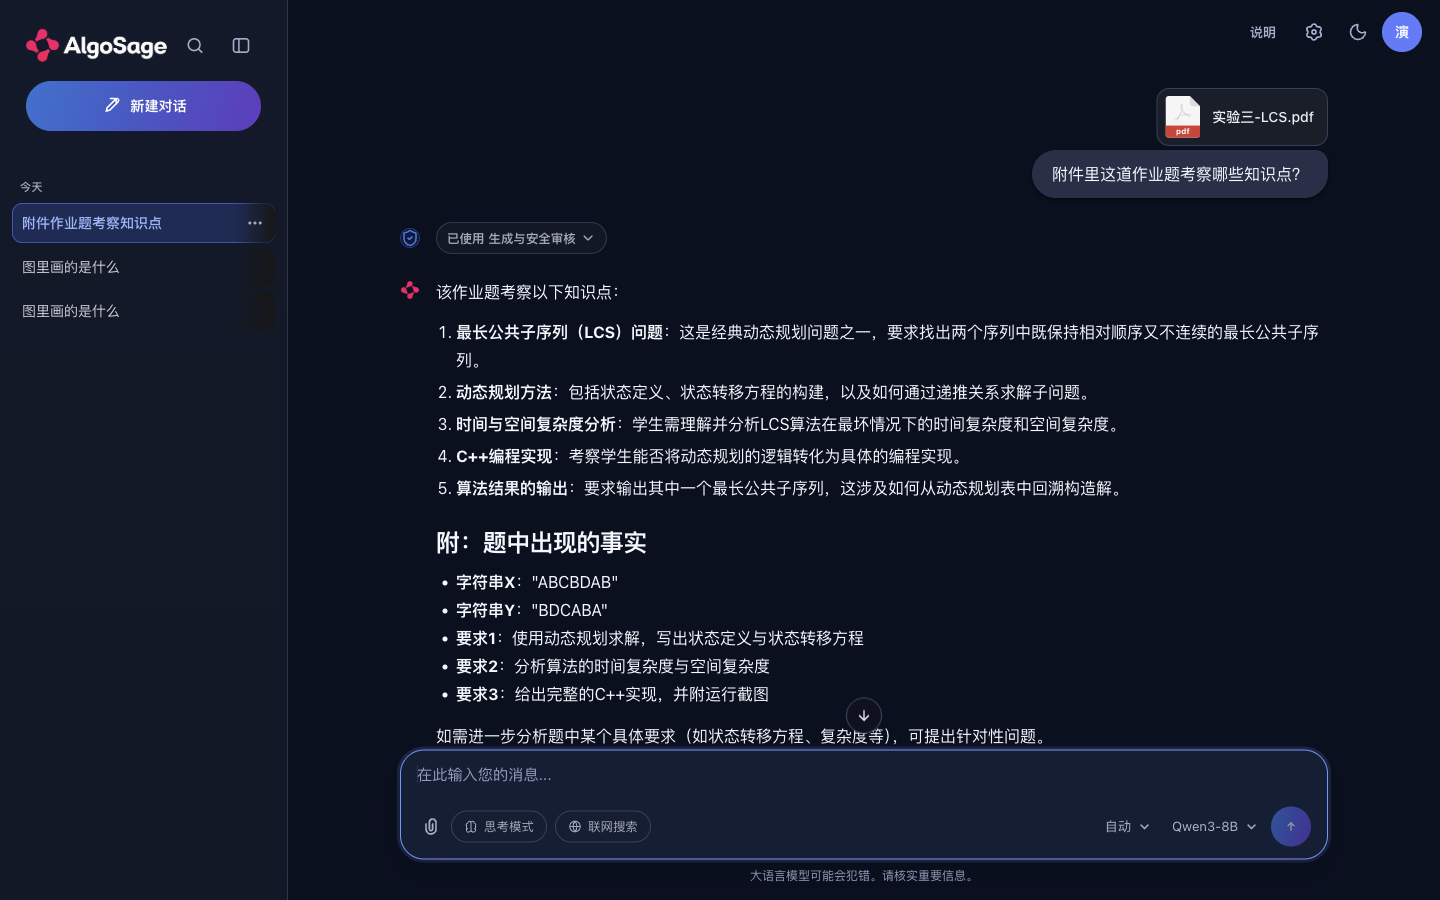 AlgoSage
新建对话
今天
附件作业题考察知识点
图里画的是什么
图里画的是什么
说明
演
pdf
实验三-LCS.pdf
附件里这道作业题考察哪些知识点?
已使用 生成与安全审核
该作业题考察以下知识点：
1. 最长公共子序列（LCS）问题：这是经典动态规划问题之一，要求找出两个序列中既保持相对顺序又不连续的最长公共子序
列。
2. 动态规划方法：包括状态定义、状态转移方程的构建，以及如何通过递推关系求解子问题。
3. 时间与空间复杂度分析：学生需理解并分析LCS算法在最坏情况下的时间复杂度和空间复杂度。
4. C++编程实现：考察学生能否将动态规划的逻辑转化为具体的编程实现。
5. 算法结果的输出：要求输出其中一个最长公共子序列，这涉及如何从动态规划表中回溯构造解。
附：题中出现的事实
• 字符串X："ABCBDAB"
• 字符串Y："BDCABA"
• 要求1：使用动态规划求解，写出状态定义与状态转移方程
• 要求2：分析算法的时间复杂度与空间复杂度
• 要求3：给出完整的C++实现，并附运行截图
如需进一步分析题中某个具体要求（如状态转移方程、复杂度等），可提出针对性问题。
在此输入您的消息...
思考模式
联网搜索
自动
Qwen3-8B
大语言模型可能会犯错。请核实重要信息。